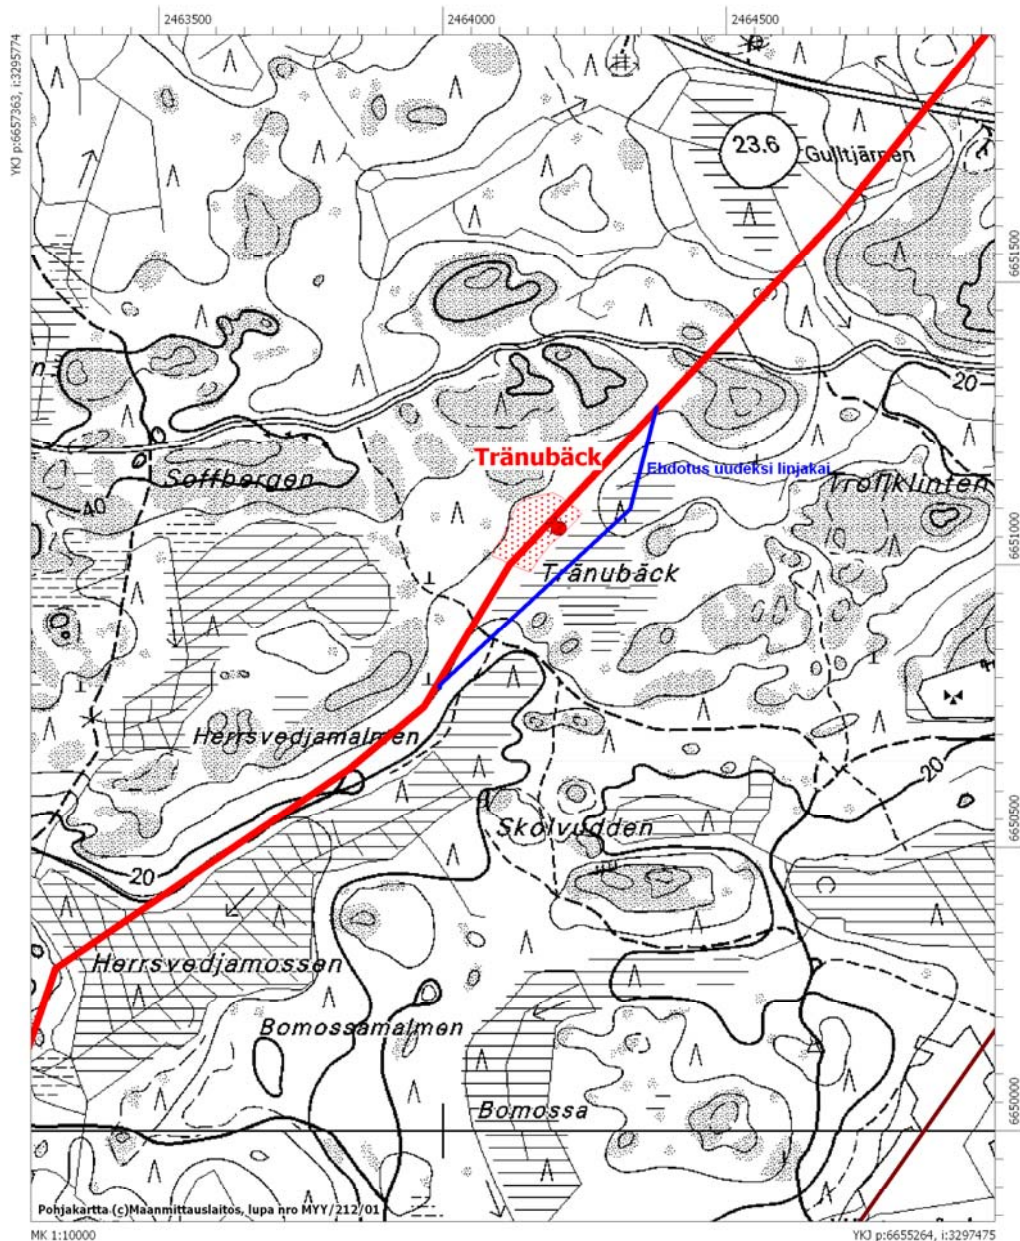 2463500
2464000
2464500
YKJ p:6657363, i:3295774
23.6
Gulltjärnen
6651500
20
Tränubäck
Ehdotus uudeksi linjakai
Soffbergen
Trofiklinten
40
6651000
Tränubäck
Herrsvedjamalmen
20
6650500
Skolvudden
20
Herrsvedjamossen
Bomossamalmen
Bomossa
6650000
Pohjakartta (c)Maanmittauslaitos, lupa nro MYY/212/01
MK 1:10000
YKJ p:6655264, i:3297475